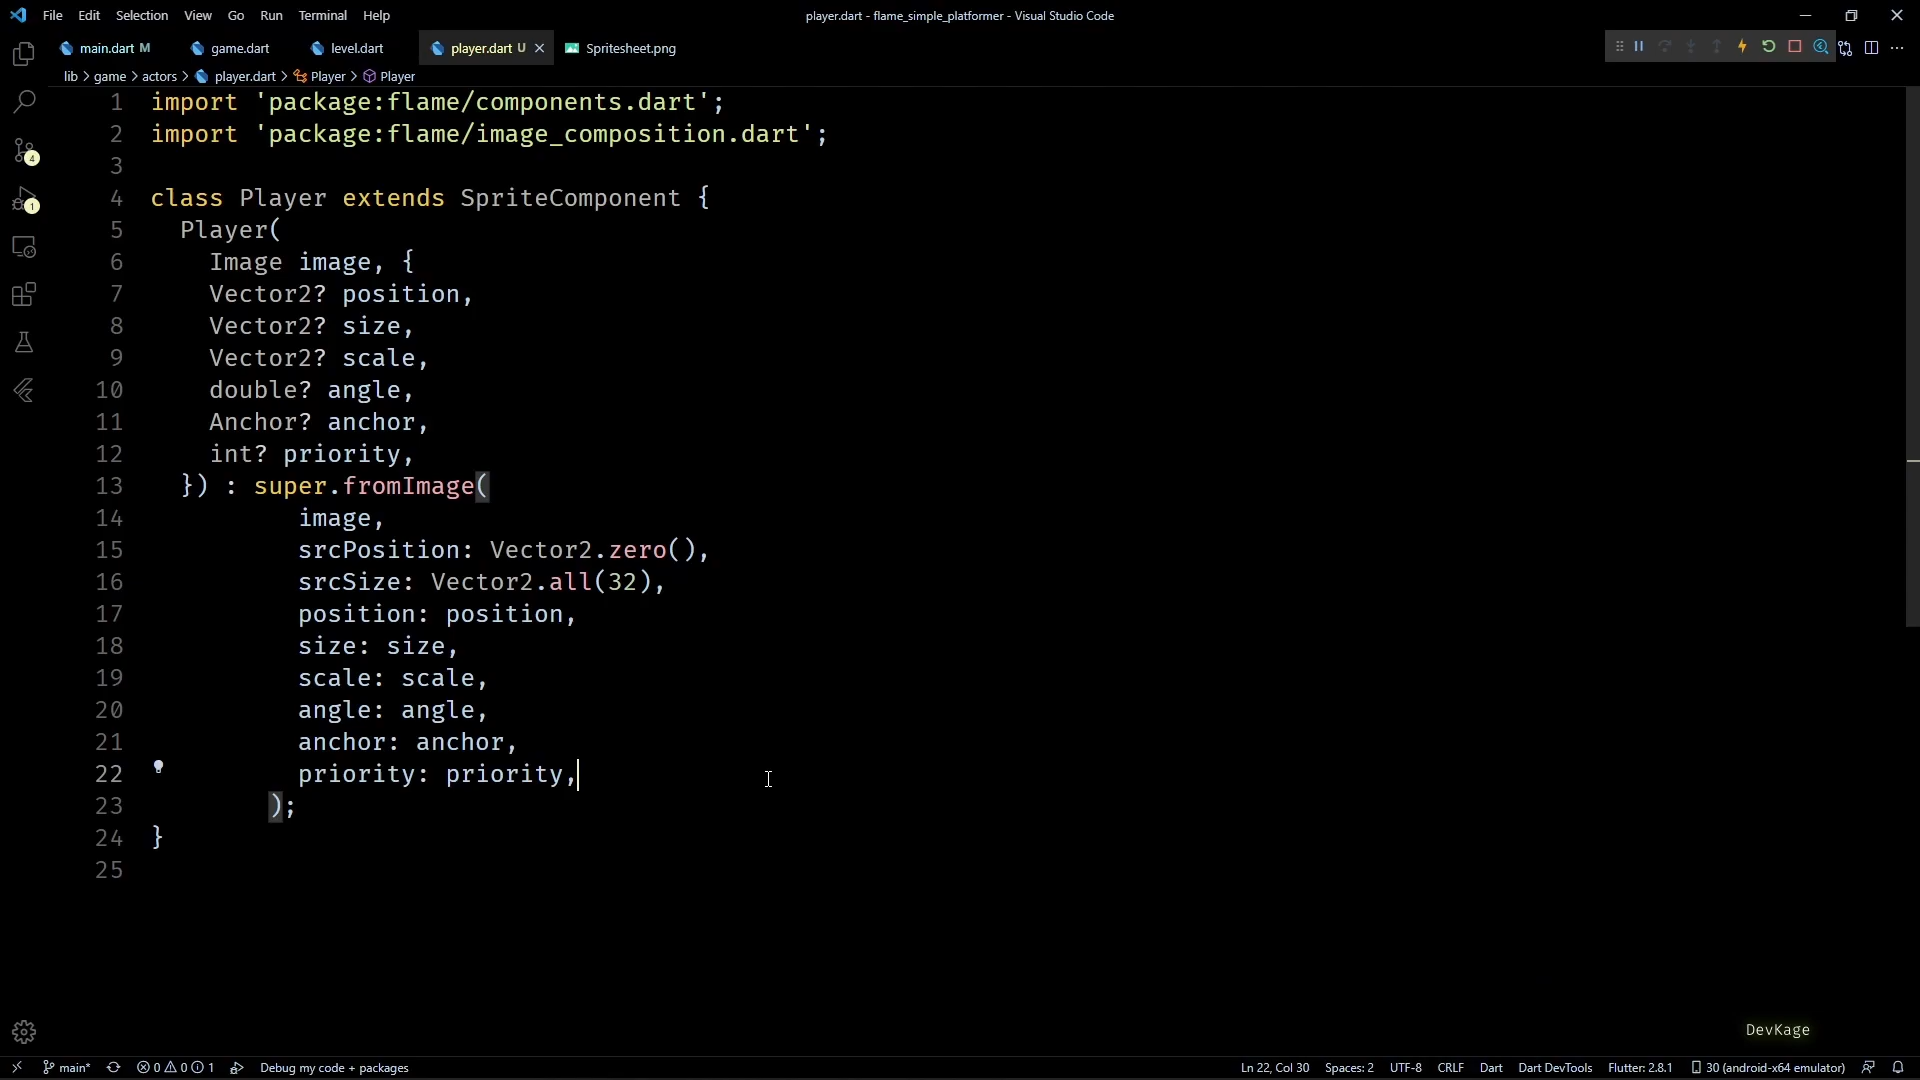 File Edit Selection View Go Run Terminal Help
player.dart - flame_simple_platformer - Visual Studio Code
main.dart M
game.dart
level.dart
player.dart U
Spritesheet.png
lib > game > actors > player.dart > Player > Player
1 import 'package:flame/components.dart';
2 import 'package:flame/image_composition.dart';
3
4 class Player extends SpriteComponent {
5 Player(
6 Image image, {
7 Vector2? position,
8 Vector2? size,
9 Vector2? scale,
10 double? angle,
11 Anchor? anchor,
12 int? priority,
13 }) : super.fromImage(
14 image,
15 srcPosition: Vector2.zero(),
16 srcSize: Vector2.all(32),
17 position: position,
18 size: size,
19 scale: scale,
20 angle: angle,
21 anchor: anchor,
22 priority: priority,
23 );
24 }
25
4
1
DevKage
main* 0 0 1 Debug my code + packages
Ln 22, Col 30 Spaces: 2 UTF-8 CRLF Dart Dart DevTools Flutter: 2.8.1 30 (android-x64 emulator)